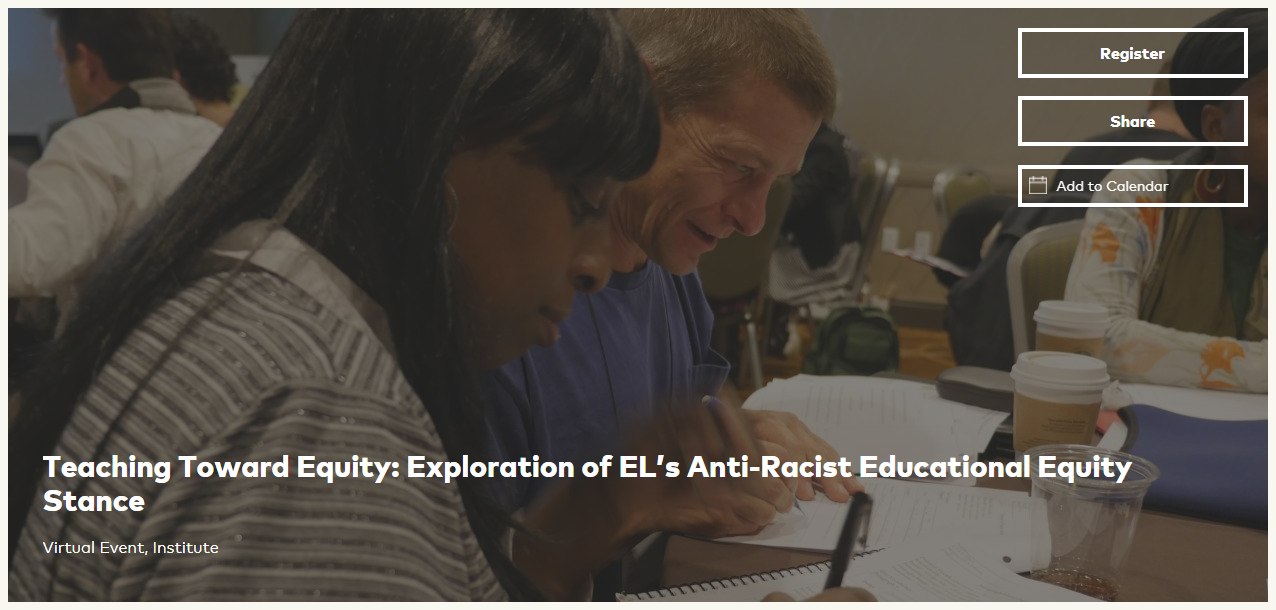 Register
Share
Add to Calendar
Teaching Toward Equity: Exploration of EL’s Anti-Racist Educational Equity
Stance
Virtual Event, Institute